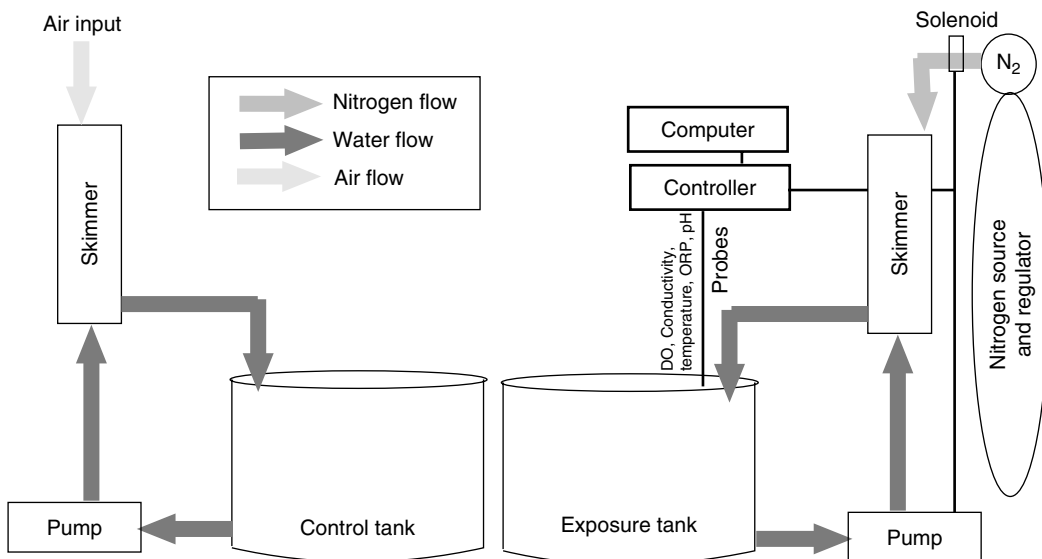 Air input
Solenoid
N2
Nitrogen flow
Water flow
Air flow
Computer
Controller
Skimmer
Skimmer
DO, Conductivity,
temperature, ORP, pH
Probes
Nitrogen source
and regulator
Pump
Control tank
Exposure tank
Pump